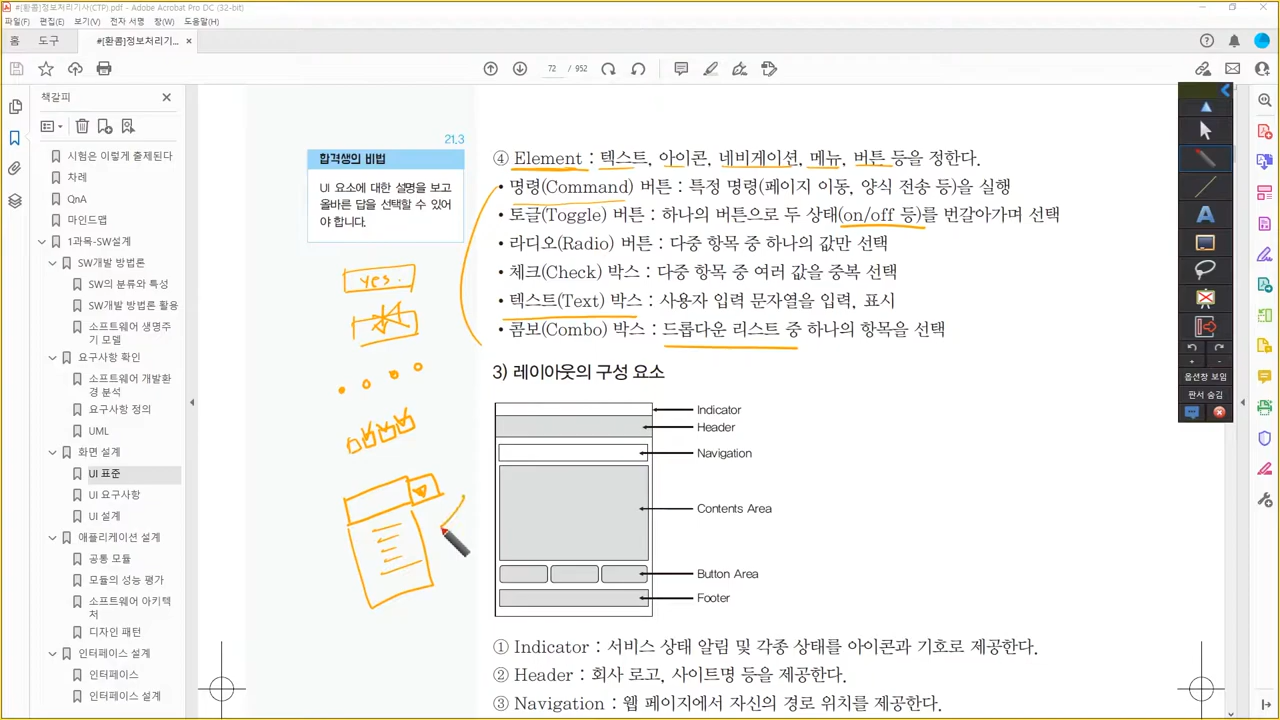 #[환콤]정보처리기사(CTP).pdf - Adobe Acrobat Pro DC (32-bit)
파일(F) 편집(E) 보기(V) 전자 서명 창(W) 도움말(H)
홈 도구 #[환콤]정보처리기... ×
72 / 952
책갈피
시험은 이렇게 출제된다
차례
QnA
마인드맵
1과목-SW설계
SW개발 방법론
SW의 분류와 특성
SW개발 방법론 활용
소프트웨어 생명주
기 모델
요구사항 확인
소프트웨어 개발환
경 분석
요구사항 정의
UML
화면 설계
UI 표준
UI 요구사항
UI 설계
애플리케이션 설계
공통 모듈
모듈의 성능 평가
소프트웨어 아키텍
처
디자인 패턴
인터페이스 설계
인터페이스
인터페이스 설계
21.3
합격생의 비법
UI 요소에 대한 설명을 보고
올바른 답을 선택할 수 있어
야 합니다.
yes.
④ Element : 텍스트, 아이콘, 네비게이션, 메뉴, 버튼 등을 정한다.
• 명령(Command) 버튼 : 특정 명령(페이지 이동, 양식 전송 등)을 실행
• 토글(Toggle) 버튼 : 하나의 버튼으로 두 상태(on/off 등)를 번갈아가며 선택
• 라디오(Radio) 버튼 : 다중 항목 중 하나의 값만 선택
• 체크(Check) 박스 : 다중 항목 중 여러 값을 중복 선택
• 텍스트(Text) 박스 : 사용자 입력 문자열을 입력, 표시
• 콤보(Combo) 박스 : 드롭다운 리스트 중 하나의 항목을 선택
3) 레이아웃의 구성 요소
Indicator
Header
Navigation
Contents Area
Button Area
Footer
① Indicator : 서비스 상태 알림 및 각종 상태를 아이콘과 기호로 제공한다.
② Header : 회사 로고, 사이트명 등을 제공한다.
③ Navigation : 웹 페이지에서 자신의 경로 위치를 제공한다.
A
옵션창 보임
판서 숨김